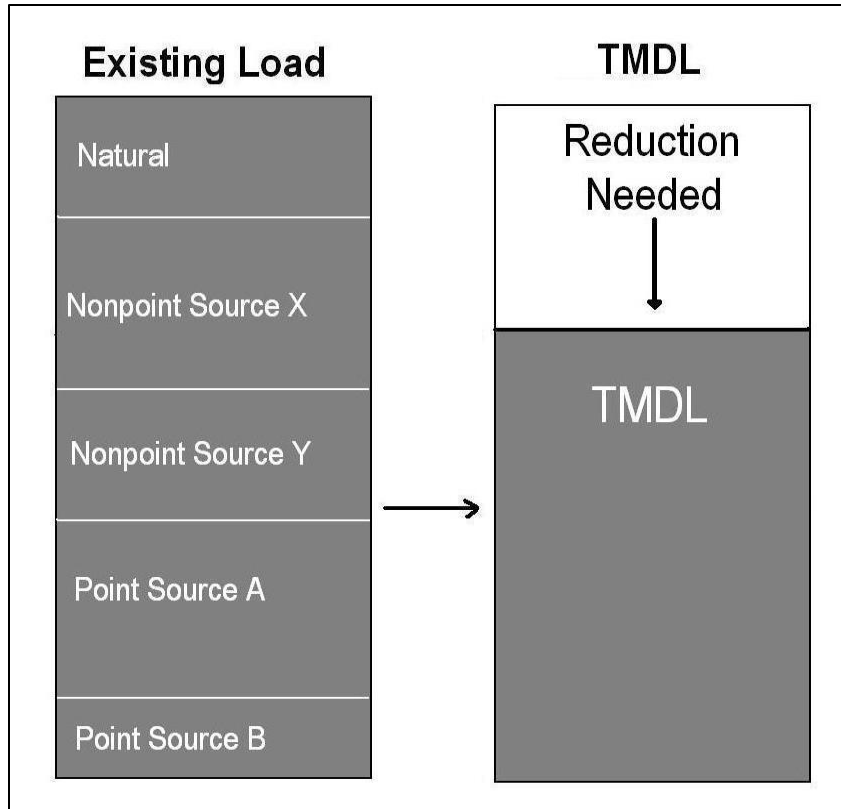 Existing Load
Natural
Nonpoint Source X
Nonpoint Source Y
Point Source A
Point Source B
TMDL
Reduction
Needed
TMDL